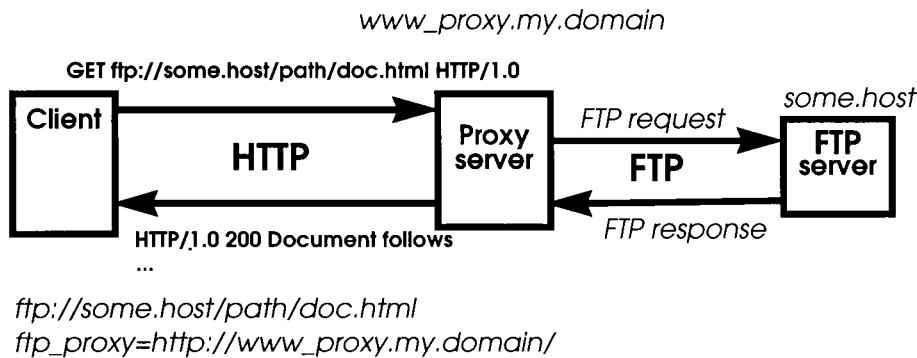 www_proxy.my.domain
GET ftp://some.host/path/doc.html HTTP/1.0
Client
Proxy
server
some.host
FTP request
FTP
server
HTTP
FTP
FTP response
HTTP/1.0 200 Document follows
...
ftp://some.host/path/doc.html
ftp_proxy=http://www_proxy.my.domain/